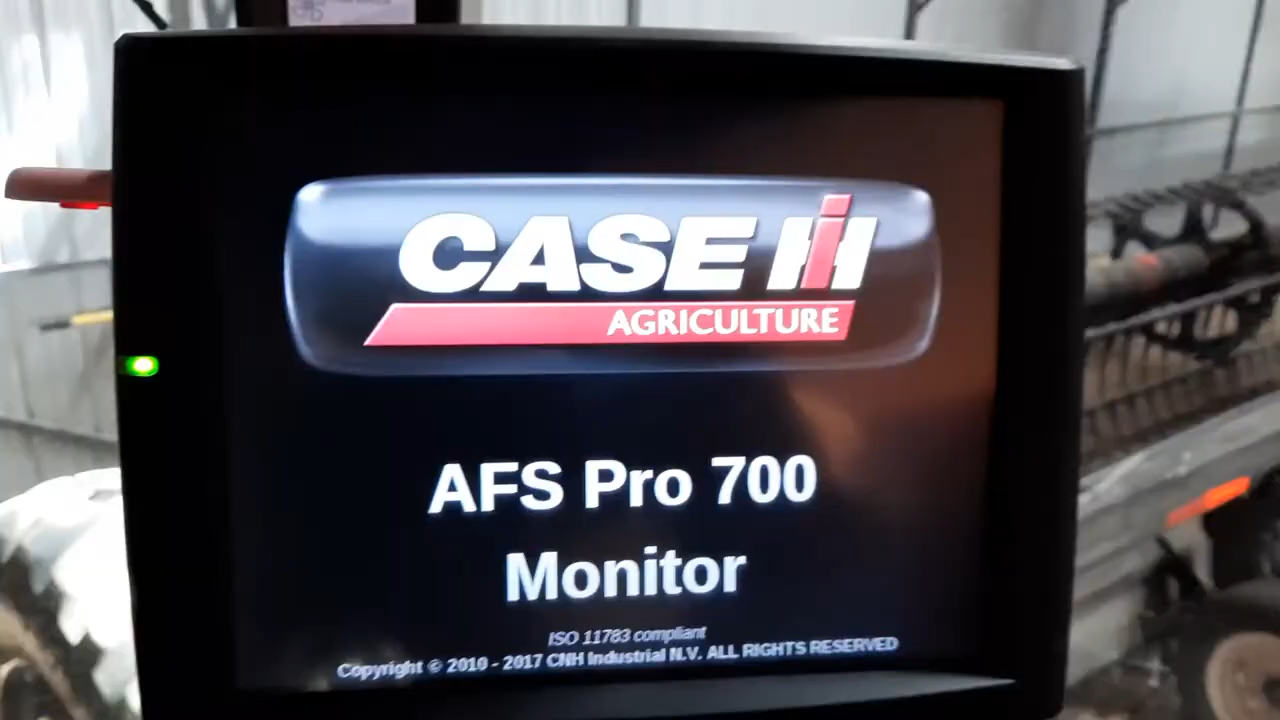 CASE IH
AGRICULTURE
AFS Pro 700
Monitor
ISO 11783 compliant
Copyright © 2010 - 2017 CNH Industrial N.V. ALL RIGHTS RESERVED